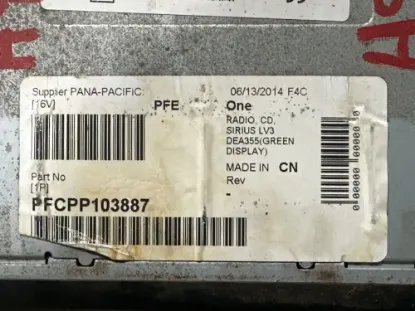 Supplier PANA-PACIFIC:
[16V]
PFE
06/13/2014 F4C
One
RADIO, CD,
SIRIUS LV3
DEA355(GREEN
DISPLAY)
MADE IN CN
Rev
-
Part No
[1P]
PFCPP103887